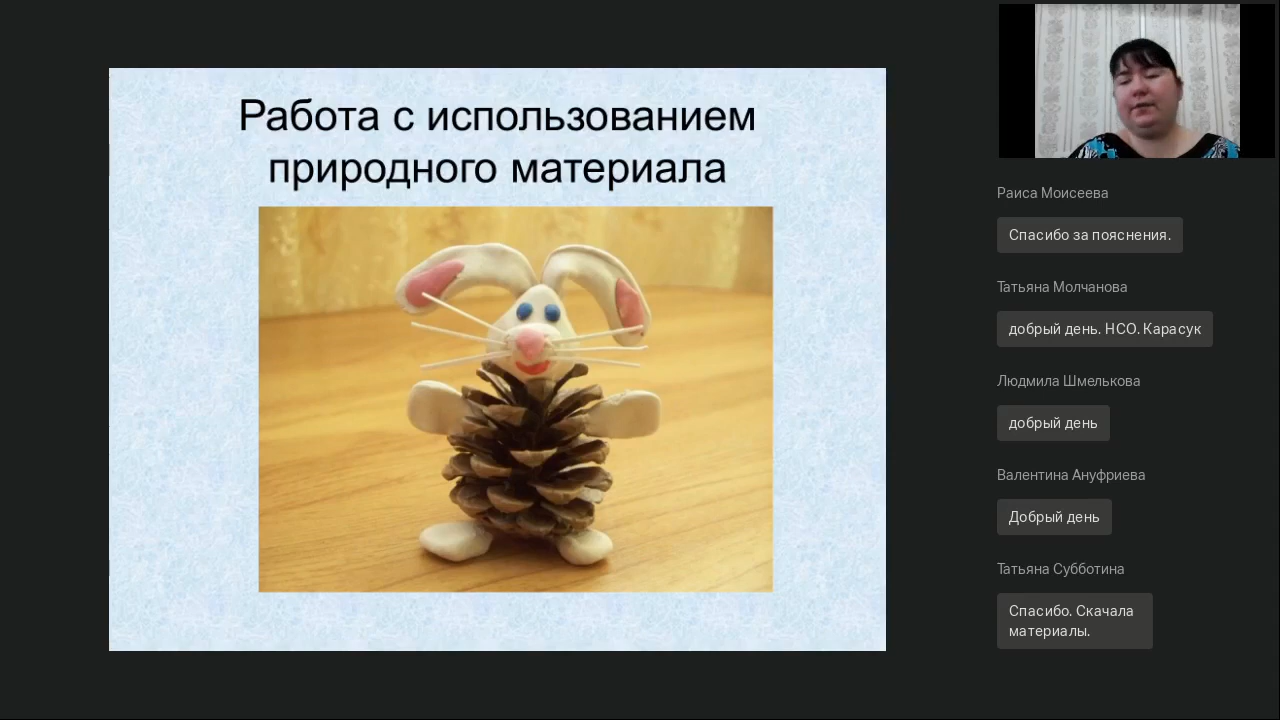 Работа с использованием
природного материала
Раиса Моисеева
Спасибо за пояснения.
Татьяна Молчанова
добрый день. НСО. Карасук
Людмила Шмелькова
добрый день
Валентина Ануфриева
Добрый день
Татьяна Субботина
Спасибо. Скачала
материалы.